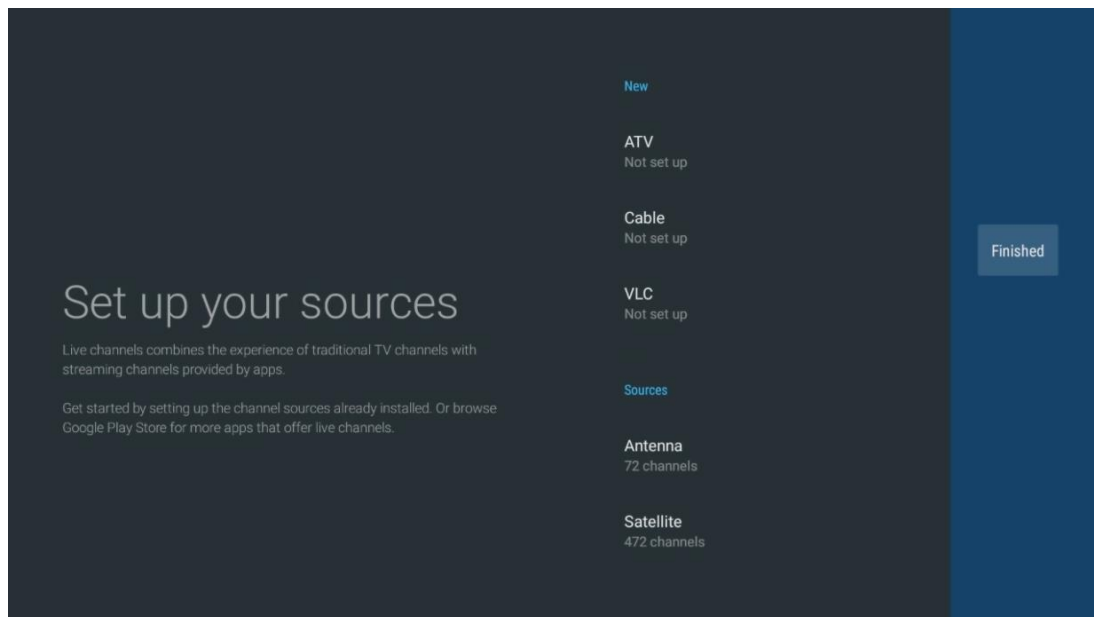 Set up your sources
Live channels combines the experience of traditional TV channels with
streaming channels provided by apps.
Get started by setting up the channel sources already installed. Or browse
Google Play Store for more apps that offer live channels.
New
ATV
Not set up
Cable
Not set up
VLC
Not set up
Sources
Antenna
72 channels
Satellite
472 channels
Finished